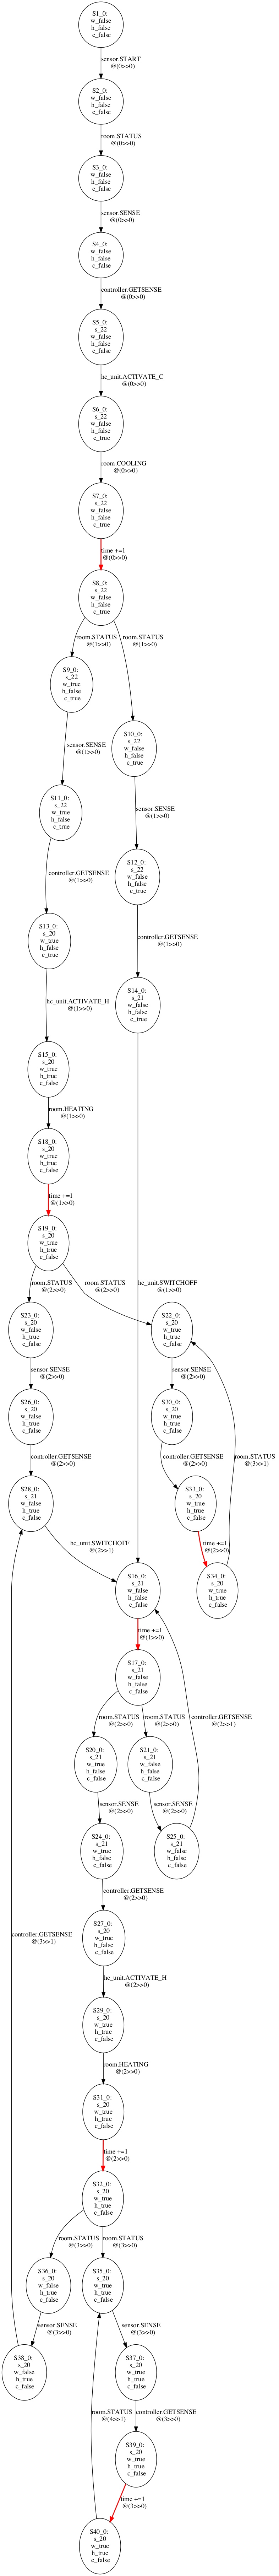 S1_0:
w_false
h_false
c_false
sensor.START
@(0>>0)
S2_0:
w_false
h_false
c_false
room.STATUS
@(0>>0)
S3_0:
w_false
h_false
c_false
sensor.SENSE
@(0>>0)
S4_0:
w_false
h_false
c_false
controller.GETSENSE
@(0>>0)
S5_0:
s_22
w_false
h_false
c_false
hc_unit.ACTIVATE_C
@(0>>0)
S6_0:
s_22
w_false
h_false
c_true
room.COOLING
@(0>>0)
S7_0:
s_22
w_false
h_false
c_true
time +=1
@(0>>0)
S8_0:
s_22
w_false
h_false
c_true
room.STATUS
@(1>>0)
room.STATUS
@(1>>0)
S9_0:
s_22
w_true
h_false
c_true
S10_0:
s_22
w_false
h_false
c_true
sensor.SENSE
@(1>>0)
sensor.SENSE
@(1>>0)
S11_0:
s_22
w_true
h_false
c_true
S12_0:
s_22
w_false
h_false
c_true
controller.GETSENSE
@(1>>0)
controller.GETSENSE
@(1>>0)
S13_0:
s_20
w_true
h_false
c_true
S14_0:
s_21
w_false
h_false
c_true
hc_unit.ACTIVATE_H
@(1>>0)
S15_0:
s_20
w_true
h_true
c_false
room.HEATING
@(1>>0)
S18_0:
s_20
w_true
h_true
c_false
time +=1
@(1>>0)
S19_0:
s_20
w_true
h_true
c_false
hc_unit.SWITCHOFF
@(1>>0)
room.STATUS
@(2>>0)
room.STATUS
@(2>>0)
S23_0:
s_20
w_false
h_true
c_false
S22_0:
s_20
w_true
h_true
c_false
sensor.SENSE
@(2>>0)
sensor.SENSE
@(2>>0)
S26_0:
s_20
w_false
h_true
c_false
S30_0:
s_20
w_true
h_true
c_false
controller.GETSENSE
@(2>>0)
controller.GETSENSE
@(2>>0)
room.STATUS
@(3>>1)
S28_0:
s_21
w_false
h_true
c_false
S33_0:
s_20
w_true
h_true
c_false
hc_unit.SWITCHOFF
@(2>>1)
time +=1
@(2>>0)
S16_0:
s_21
w_false
h_false
c_false
S34_0:
s_20
w_true
h_true
c_false
time +=1
@(1>>0)
S17_0:
s_21
w_false
h_false
c_false
room.STATUS
@(2>>0)
room.STATUS
@(2>>0)
controller.GETSENSE
@(2>>1)
S20_0:
s_21
w_true
h_false
c_false
S21_0:
s_21
w_false
h_false
c_false
sensor.SENSE
@(2>>0)
sensor.SENSE
@(2>>0)
S24_0:
s_21
w_true
h_false
c_false
S25_0:
s_21
w_false
h_false
c_false
controller.GETSENSE
@(2>>0)
S27_0:
s_20
w_true
h_false
c_false
controller.GETSENSE
@(3>>1)
hc_unit.ACTIVATE_H
@(2>>0)
S29_0:
s_20
w_true
h_true
c_false
room.HEATING
@(2>>0)
S31_0:
s_20
w_true
h_true
c_false
time +=1
@(2>>0)
S32_0:
s_20
w_true
h_true
c_false
room.STATUS
@(3>>0)
room.STATUS
@(3>>0)
S36_0:
s_20
w_false
h_true
c_false
S35_0:
s_20
w_true
h_true
c_false
sensor.SENSE
@(3>>0)
sensor.SENSE
@(3>>0)
S38_0:
s_20
w_false
h_true
c_false
S37_0:
s_20
w_true
h_true
c_false
room.STATUS
@(4>>1)
controller.GETSENSE
@(3>>0)
S39_0:
s_20
w_true
h_true
c_false
time +=1
@(3>>0)
S40_0:
s_20
w_true
h_true
c_false